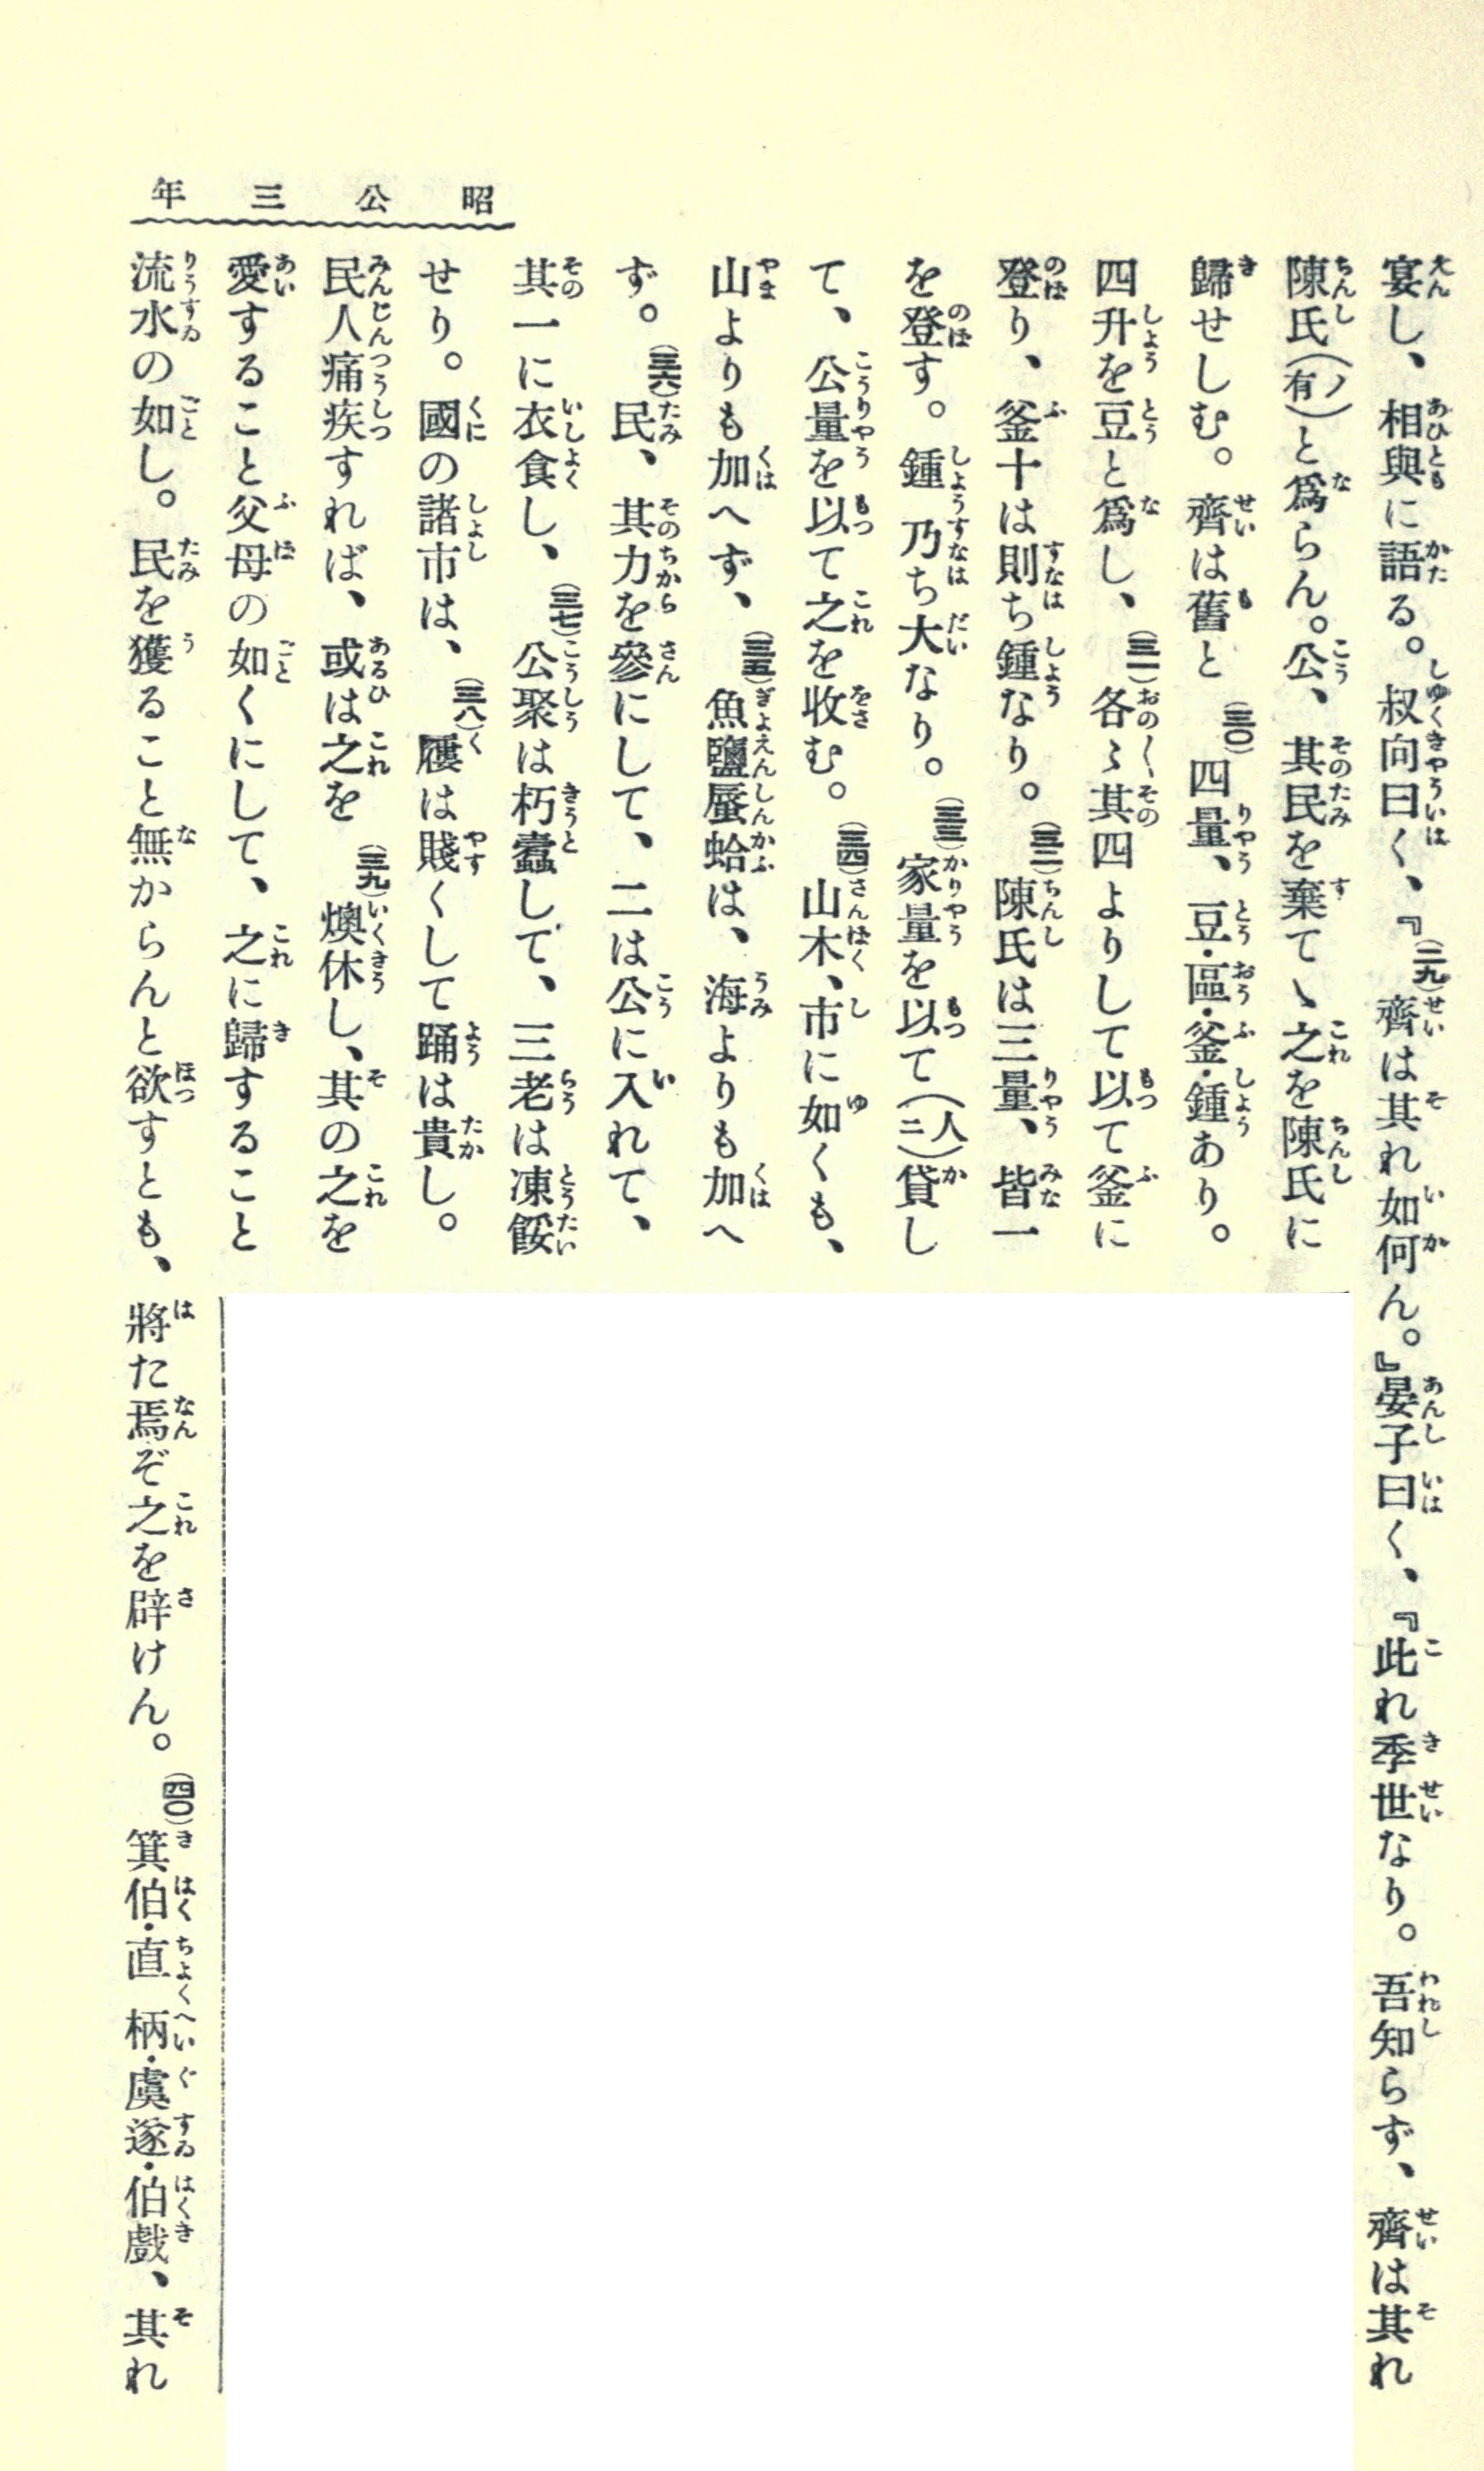 昭公三年
宴し、相與に語る。叔向曰く、『(二九)齊は其れ如何ん。』晏子曰く、『此れ季世なり。吾知らず、齊は其れ
陳氏(有ノ)と爲らん。公、其民を棄てゝ之を陳氏に
歸せしむ。齊は舊と(三〇)四量、豆・區・釜・鍾あり。
四升を豆と爲し、(三一)各〻其四よりして以て釜に
登り、釜十は則ち鍾なり。(三二)陳氏は三量、皆一
を登す。鍾乃ち大なり。(三三)家量を以て(人ニ)貸し
て、公量を以て之を收む。(三四)山木、市に如くも、
山よりも加へず、(三五)魚鹽蜃蛤は、海よりも加へ
ず。(三六)民、其力を參にして、二は公に入れて、
其一に衣食し、(三七)公聚は朽蠹して、三老は凍餒
せり。國の諸市は、(三八)屨は賤くして踊は貴し。
民人痛疾すれば、或は之を(三九)燠休し、其の之を
愛すること父母の如くにして、之に歸すること
流水の如し。民を獲ること無からんと欲すとも、將た焉ぞ之を辟けん。(四〇)箕伯・直柄・虞遂・伯戲、其れ